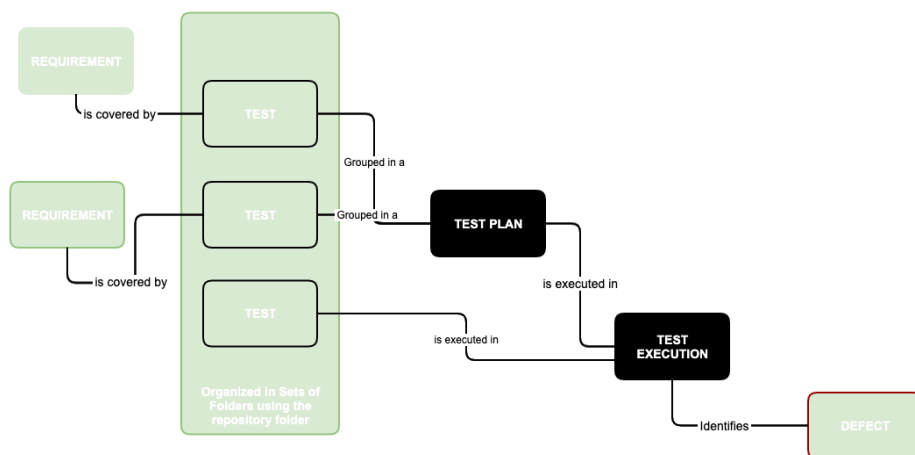 REQUIREMENT
is covered by
TEST
Grouped in a
REQUIREMENT
is covered by
TEST
Grouped in a
TEST PLAN
is executed in
TEST
is executed in
TEST
EXECUTION
Organized in Sets of
Folders using the
repository folder
Identifies
DEFECT